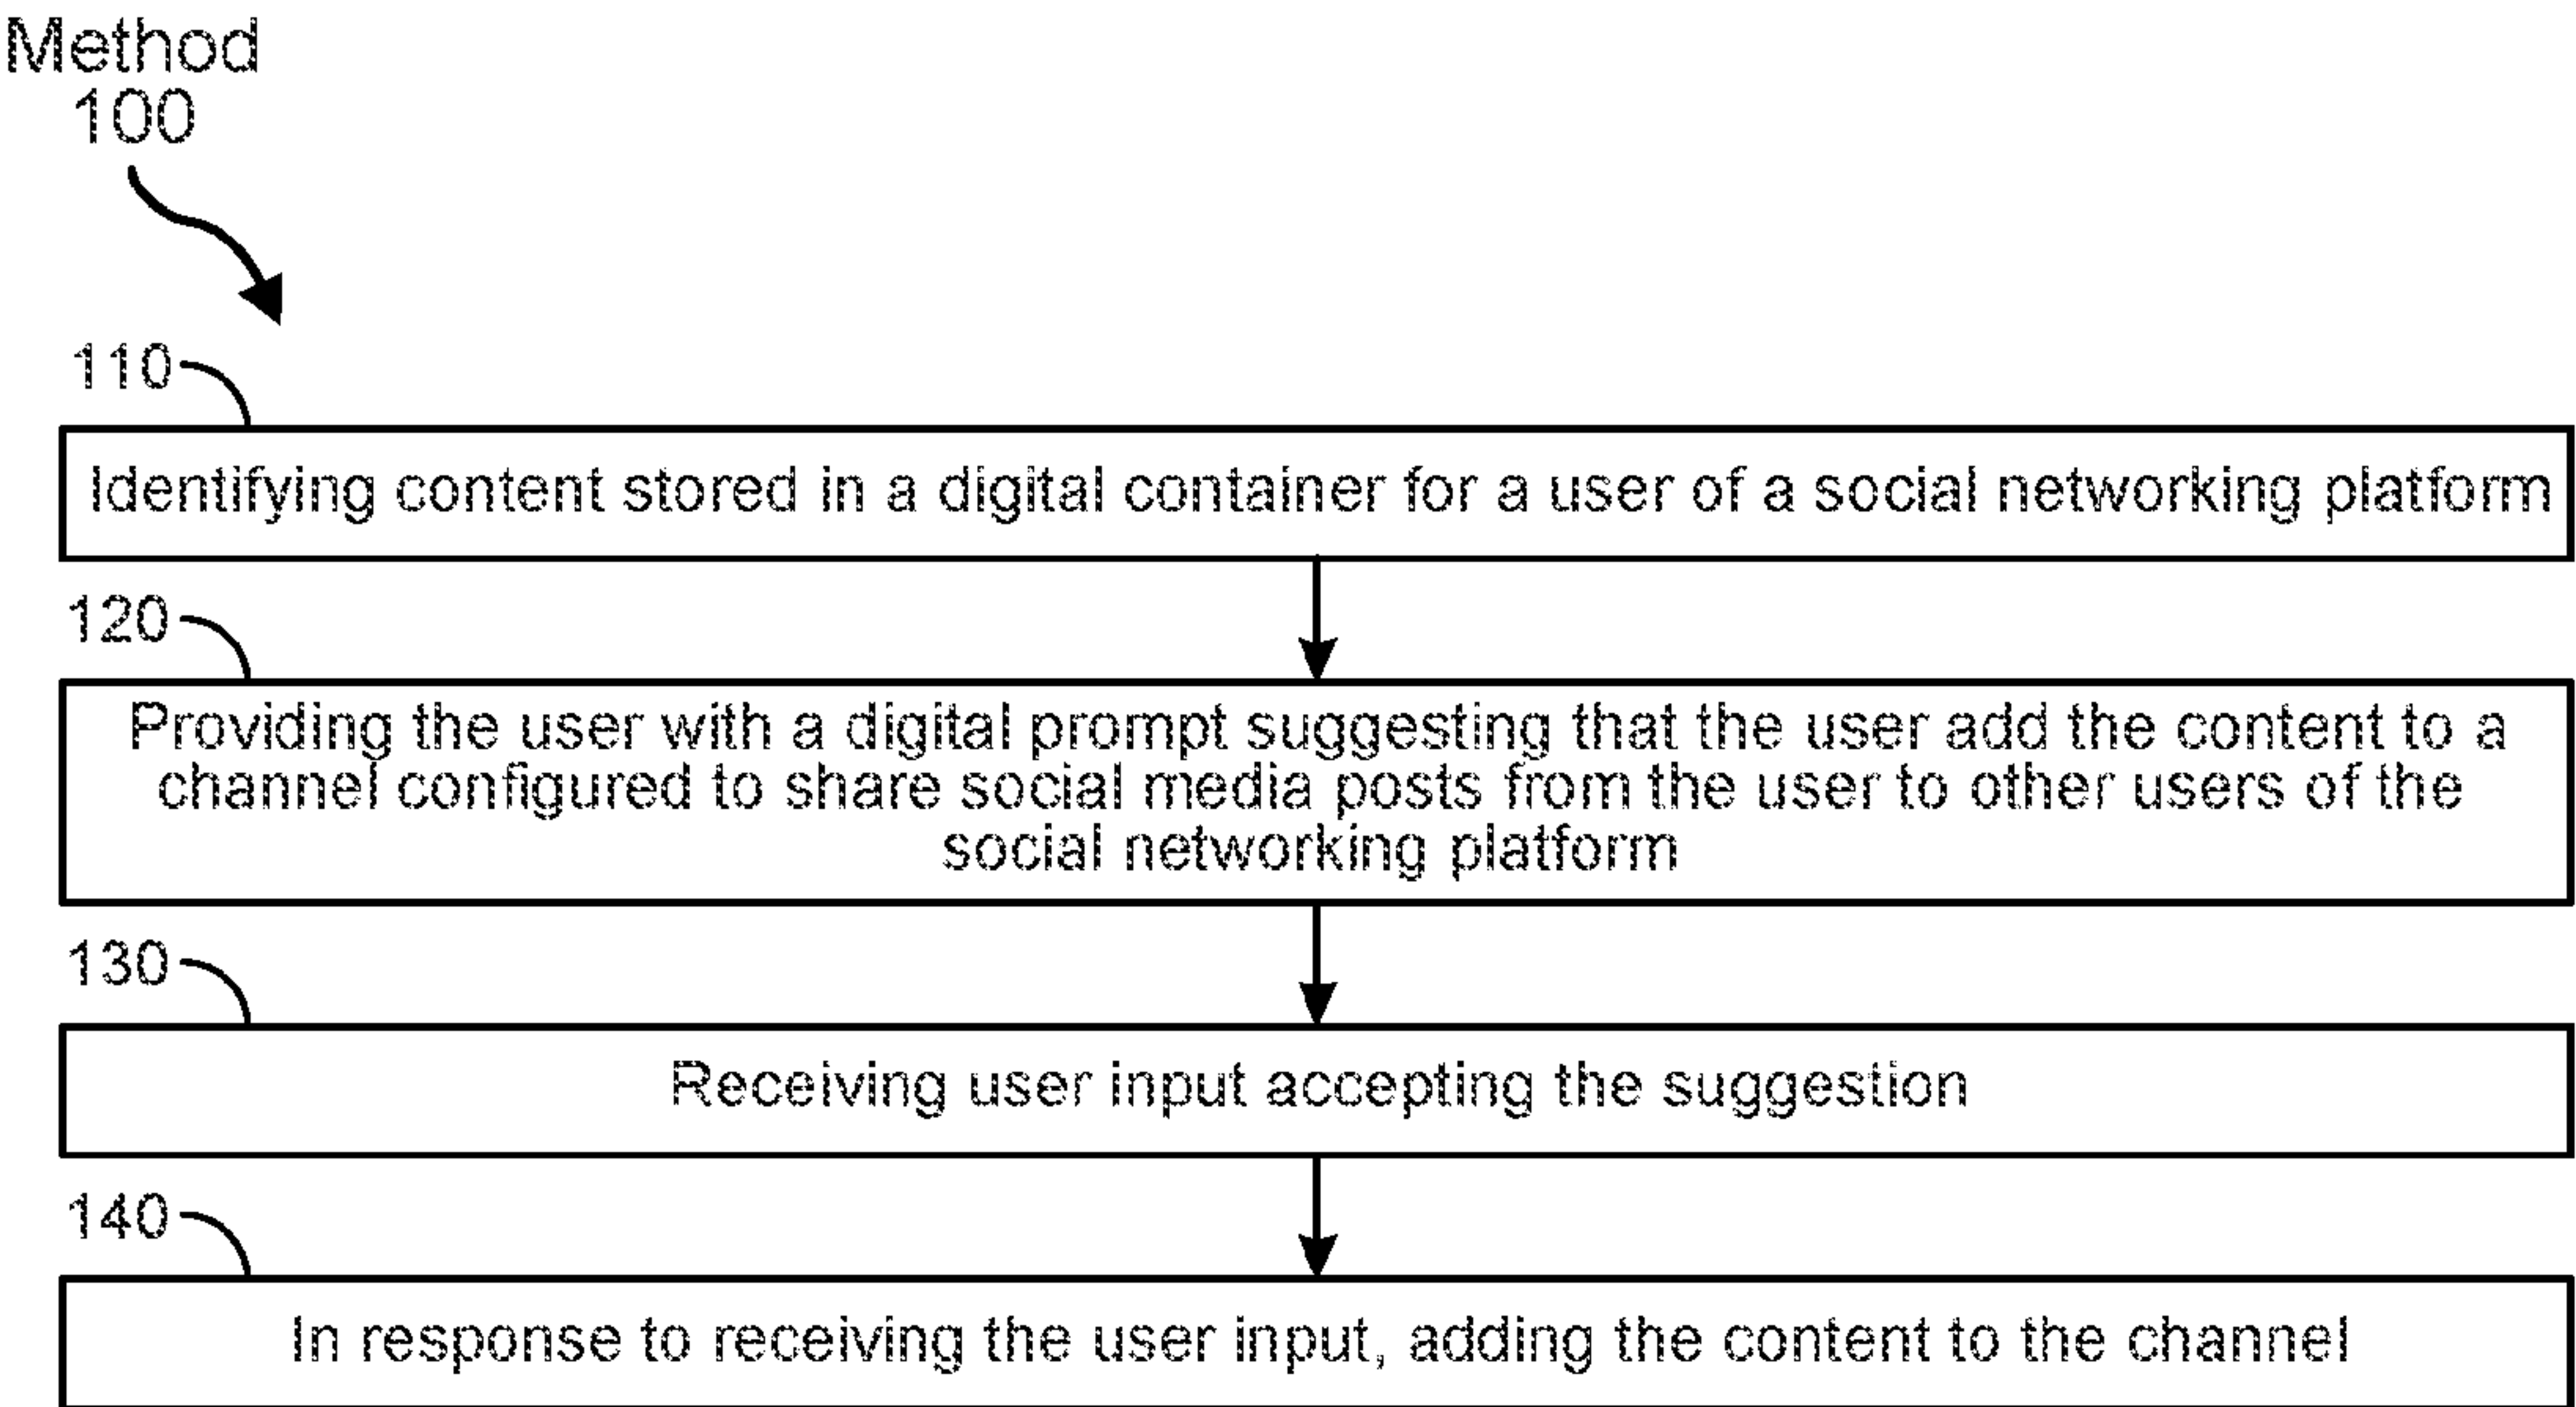 Method
100
110
Identifying content stored in a digital container for a user of a social networking platform
120
Providing the user with a digital prompt suggesting that the user add the content to a
channel configured to share social media posts from the user to other users of the
social networking platform
130
Receiving user input accepting the suggestion
140
In response to receiving the user input, adding the content to the channel